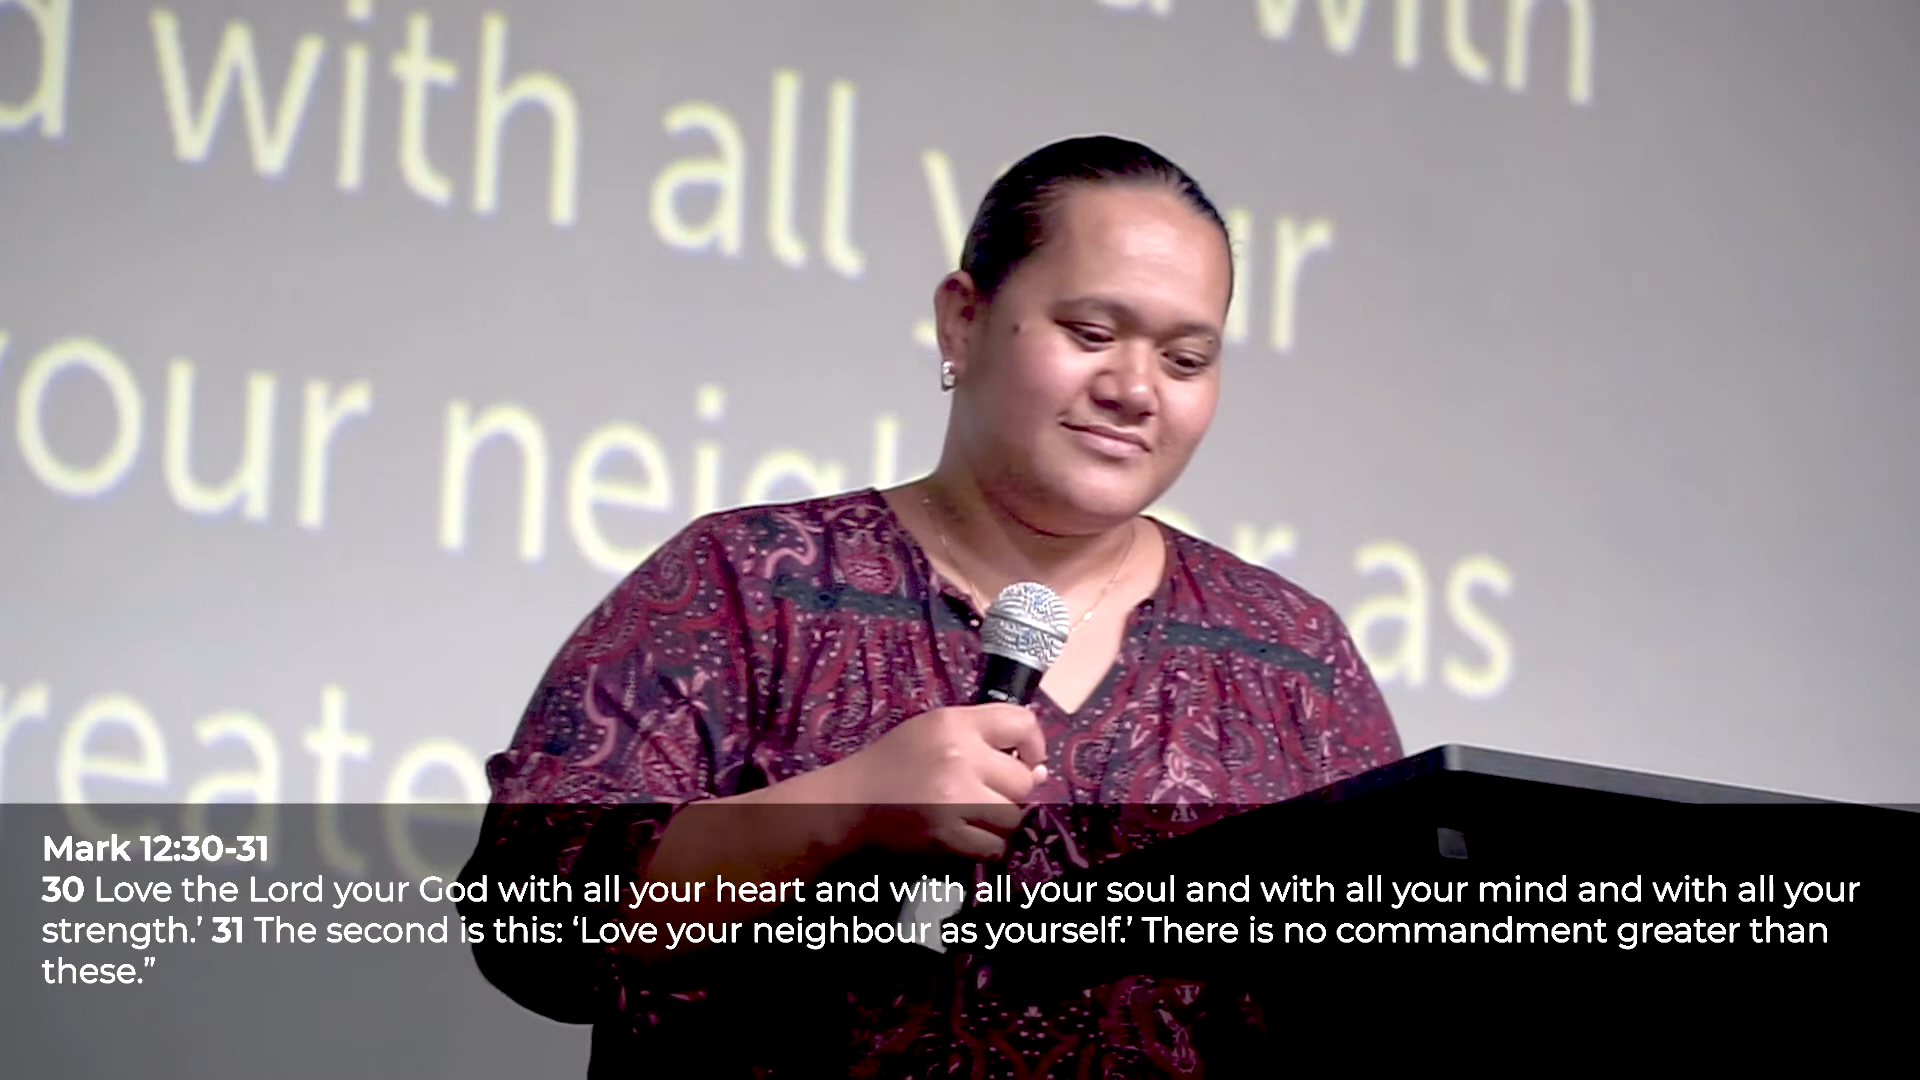 with
d with all your
your neighbor as
reate
Mark 12:30-31
30 Love the Lord your God with all your heart and with all your soul and with all your mind and with all your
strength.’ 31 The second is this: ‘Love your neighbour as yourself.’ There is no commandment greater than
these.”